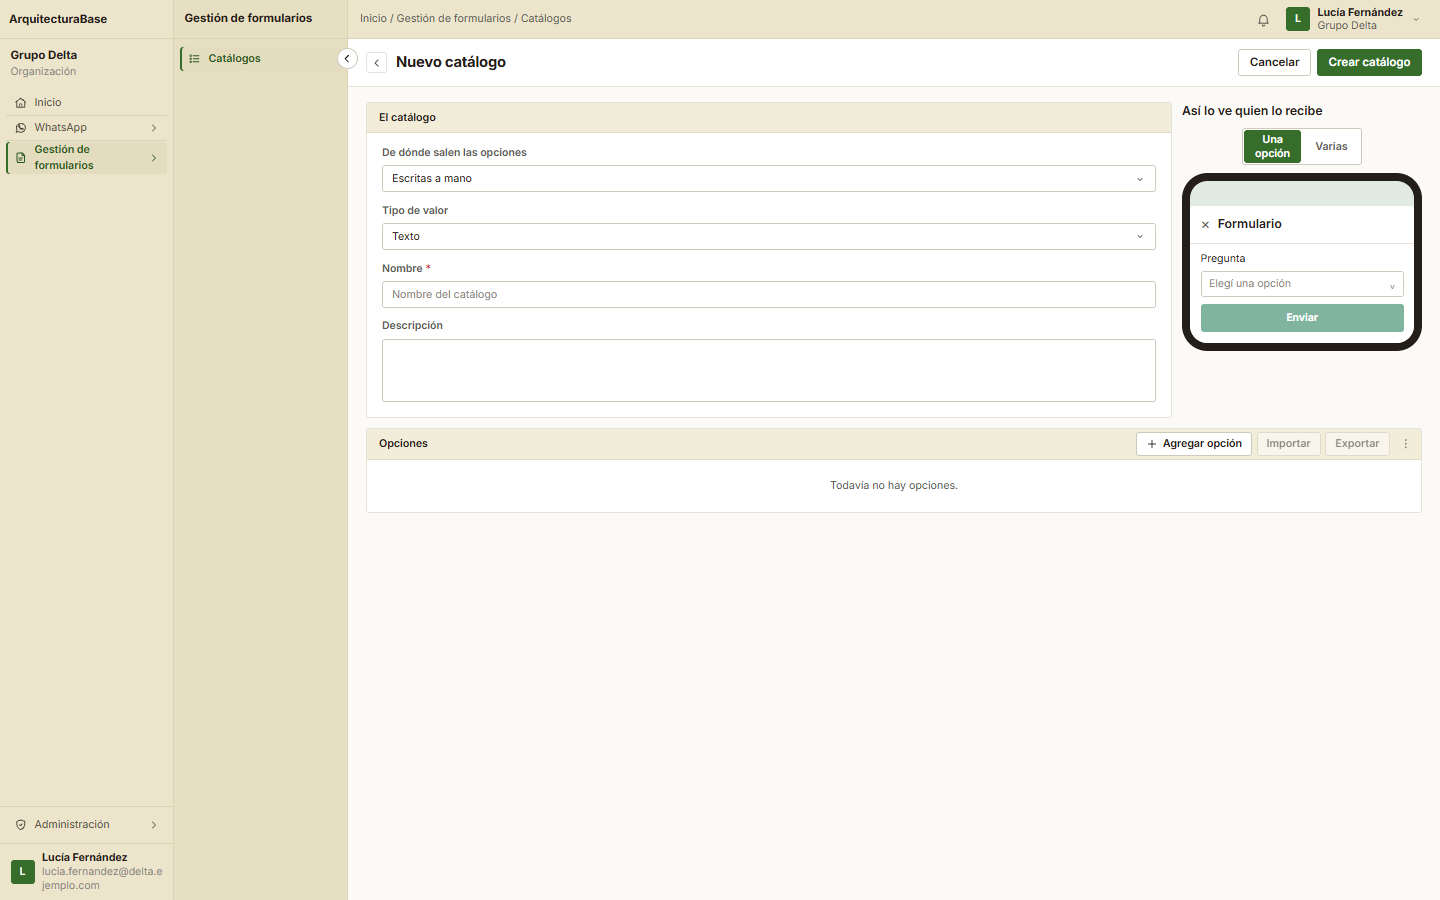 ArquitecturaBase
Grupo Delta
Organización
Inicio
WhatsApp
Gestión de
formularios
Administración
L
Lucía Fernández
lucia.fernandez@delta.e
jemplo.com
Gestión de formularios
Catálogos
Inicio / Gestión de formularios / Catálogos
L
Lucía Fernández
Grupo Delta
Nuevo catálogo
Cancelar
Crear catálogo
El catálogo
De dónde salen las opciones
Escritas a mano
Tipo de valor
Texto
Nombre *
Nombre del catálogo
Descripción
Así lo ve quien lo recibe
Una
opción
Varias
Formulario
Pregunta
Elegí una opción
Enviar
Opciones
Agregar opción
Importar
Exportar
Todavía no hay opciones.